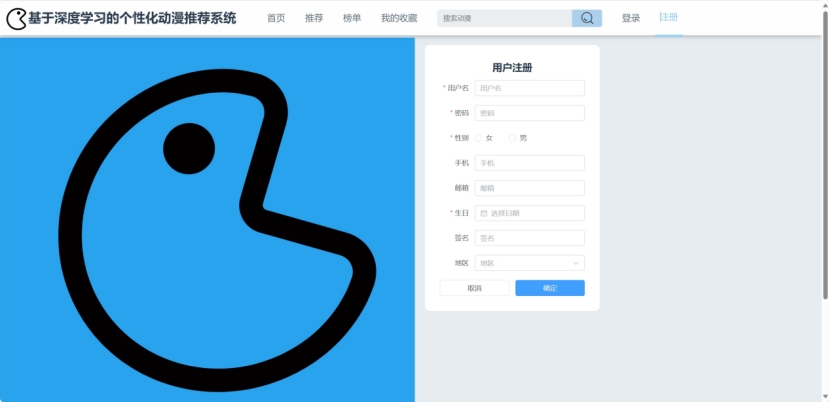 基于深度学习的个性化动漫推荐系统 首页 推荐 榜单 我的收藏 搜索动漫 登录 注册
用户注册
* 用户名 用户名
* 密码 密码
* 性别 女 男
手机 手机
邮箱 邮箱
* 生日 选择日期
签名 签名
地区 地区
取消 确定